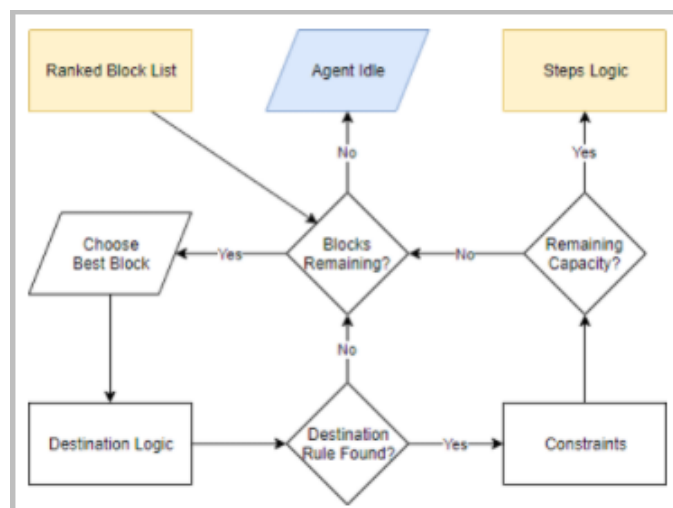 Ranked Block List
Agent Idle
Steps Logic
No
Yes
Choose
Best Block
Yes
Blocks
Remaining?
No
Remaining
Capacity?
No
Destination Logic
Destination
Rule Found?
Yes
Constraints